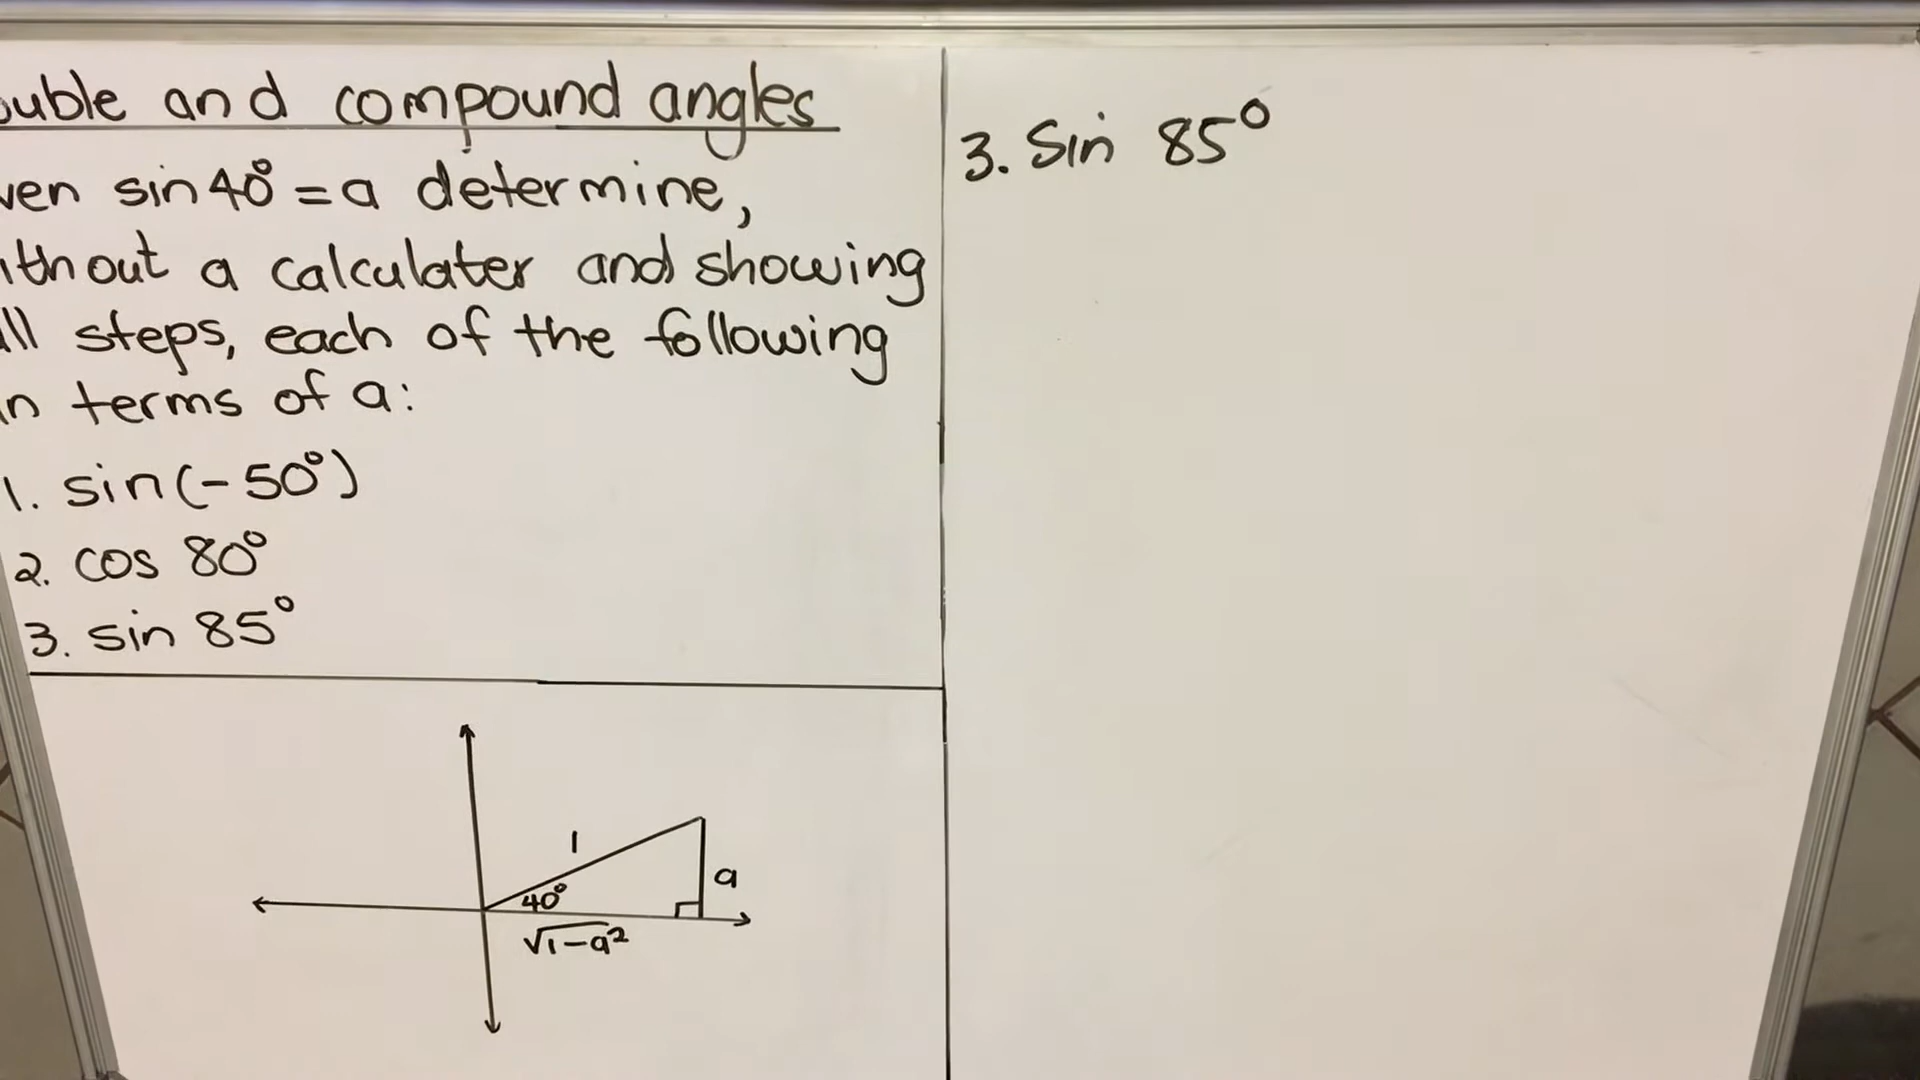 ouble and compound angles
ven sin 40° = a determine,
ithout a calculater and showing
ll steps, each of the following
n terms of a:
1. sin(-50°)
2. cos 80°
3. sin 85°
3. Sin 85°
1
a
40°
√1-a²